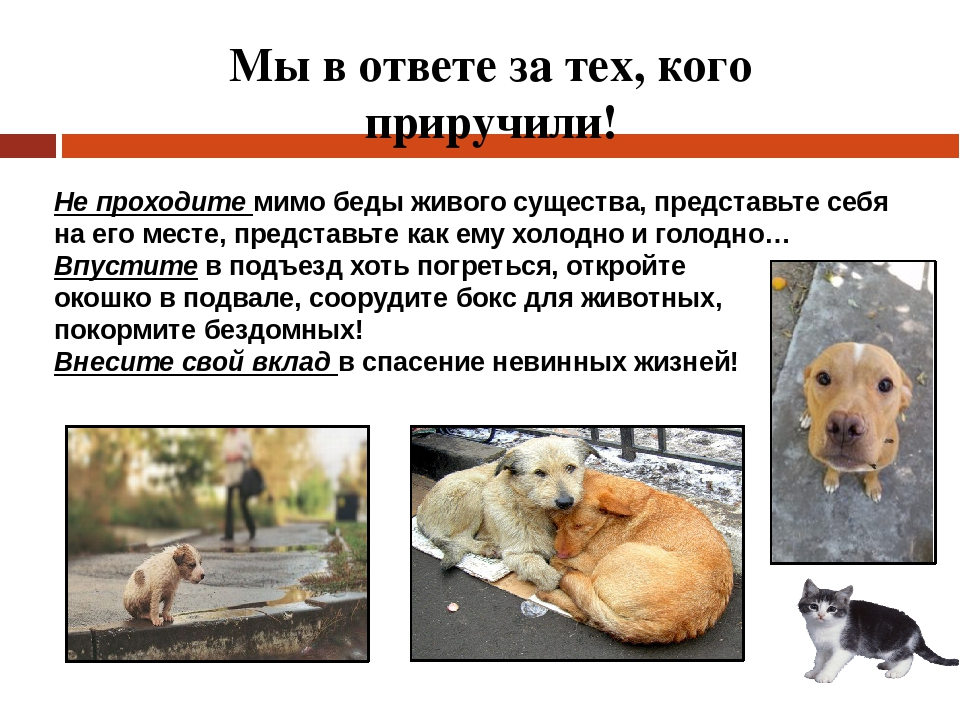 Мы в ответе за тех, кого
приручили!
Не проходите мимо беды живого существа, представьте себя
на его месте, представьте как ему холодно и голодно…
Впустите в подъезд хоть погреться, откройте
окошко в подвале, соорудите бокс для животных,
покормите бездомных!
Внесите свой вклад в спасение невинных жизней!